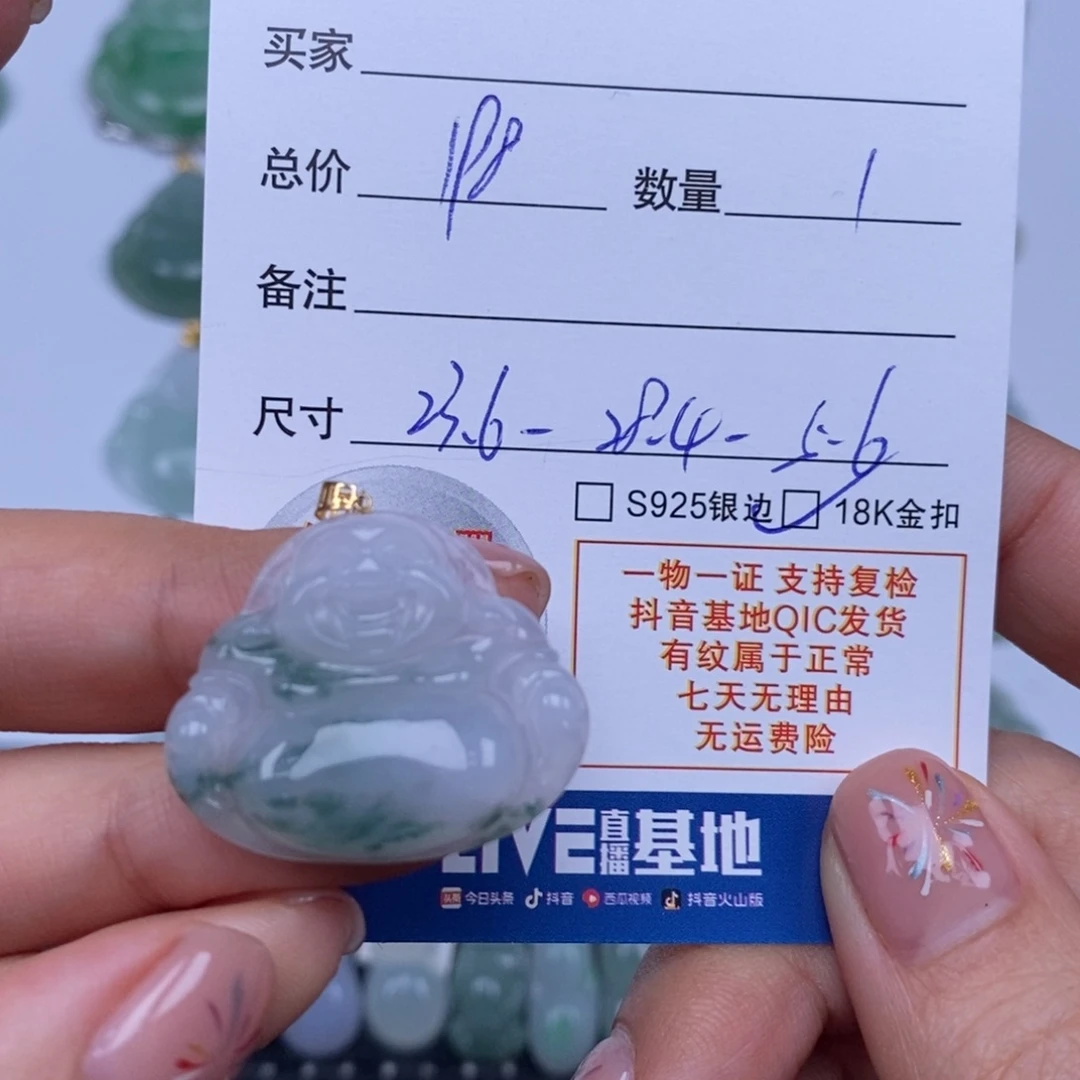 买家
总价 数量 1
备注
尺寸 23.6 - 28.4 - 5.6
S925银边 18K金扣
一物一证 支持复检
抖音基地QIC发货
有纹属于正常
七天无理由
无运费险
LIVE直播基地
今日头条 抖音 西瓜视频 抖音火山版